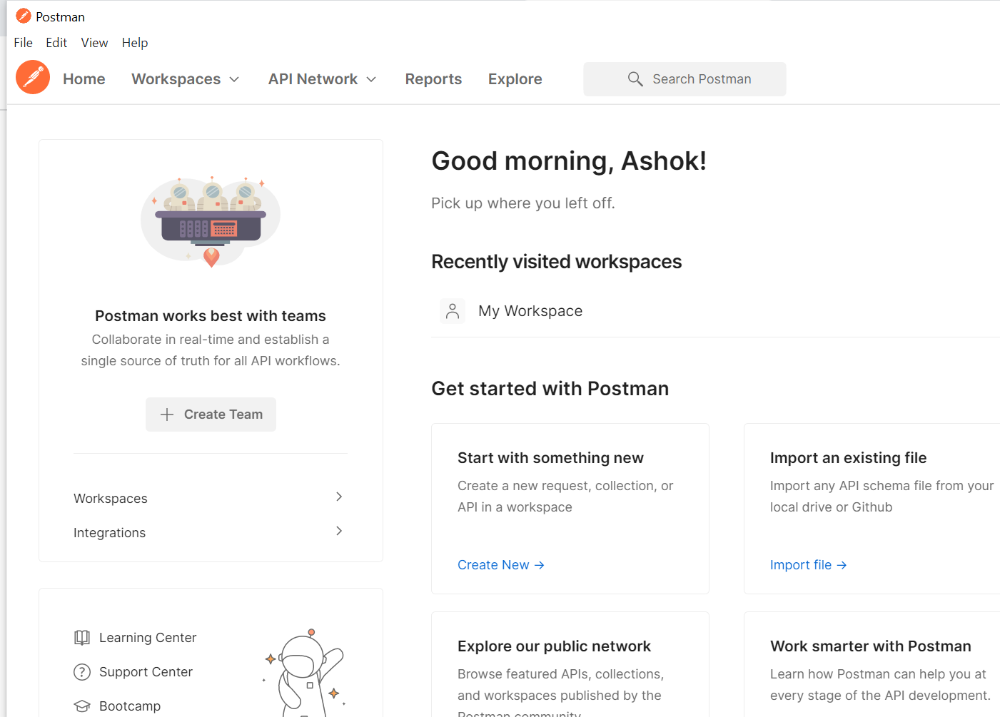 Postman
File Edit View Help
Home Workspaces API Network Reports Explore Search Postman
Postman works best with teams
Collaborate in real-time and establish a
single source of truth for all API workflows.
Create Team
Workspaces
Integrations
Learning Center
Support Center
Bootcamp
Good morning, Ashok!
Pick up where you left off.
Recently visited workspaces
My Workspace
Get started with Postman
Start with something new
Create a new request, collection, or
API in a workspace
Create New →
Import an existing file
Import any API schema file from your
local drive or Github
Import file →
Explore our public network
Browse featured APIs, collections,
and workspaces published by the
Postman community.
Work smarter with Postman
Learn how Postman can help you at
every stage of the API development.